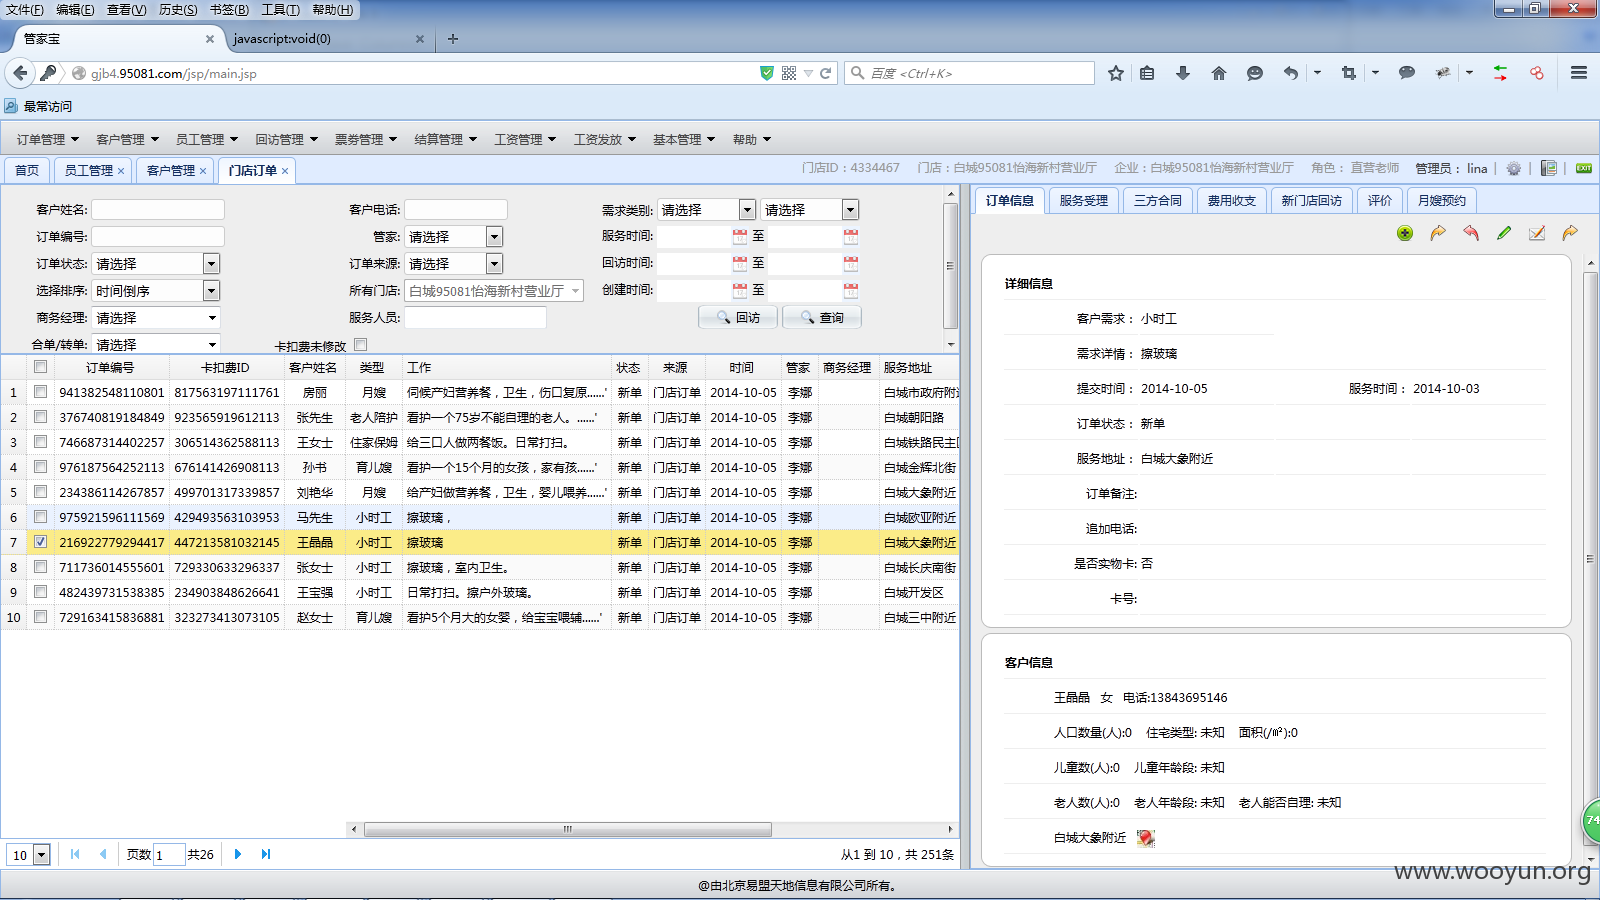 文件(F) 编辑(E) 查看(V) 历史(S) 书签(B) 工具(T) 帮助(H)
管家宝 × javascript:void(0) × +
gjb4.95081.com/jsp/main.jsp 百度 <Ctrl+K>
最常访问
订单管理 客户管理 员工管理 回访管理 票券管理 结算管理 工资管理 工资发放 基本管理 帮助
首页 员工管理 × 客户管理 × 门店订单 × 门店ID：4334467 门店：白城95081怡海新村营业厅 企业：白城95081怡海新村营业厅 角色： 直营老师 管理员： lina | | | EXIT
客户姓名: 客户电话: 需求类别: 请选择 请选择
订单编号: 管家: 请选择 服务时间: 至
订单状态: 请选择 订单来源: 请选择 回访时间: 至
选择排序: 时间倒序 所有门店: 白城95081怡海新村营业厅 创建时间: 至
商务经理: 请选择 服务人员: 回访 查询
合单/转单: 请选择 卡扣费未修改
订单编号 卡扣费ID 客户姓名 类型 工作 状态 来源 时间 管家 商务经理 服务地址
1 941382548110801 817563197111761 房丽 月嫂 伺候产妇营养餐，卫生，伤口复原......' 新单 门店订单 2014-10-05 李娜 白城市政府附近
2 376740819184849 923565919612113 张先生 老人陪护 看护一个75岁不能自理的老人。......' 新单 门店订单 2014-10-05 李娜 白城朝阳路
3 746687314402257 306514362588113 王女士 住家保姆 给三口人做两餐饭。日常打扫。 新单 门店订单 2014-10-05 李娜 白城铁路民主
4 976187564252113 676141426908113 孙书 育儿嫂 看护一个15个月的女孩，家有孩......' 新单 门店订单 2014-10-05 李娜 白城金辉北街
5 234386114267857 499701317339857 刘艳华 月嫂 给产妇做营养餐，卫生，婴儿喂养......' 新单 门店订单 2014-10-05 李娜 白城大象附近
6 975921596111569 429493563103953 马先生 小时工 擦玻璃， 新单 门店订单 2014-10-05 李娜 白城欧亚附近
7 216922779294417 447213581032145 王晶晶 小时工 擦玻璃 新单 门店订单 2014-10-05 李娜 白城大象附近
8 711736014555601 729330633296337 张女士 小时工 擦玻璃，室内卫生。 新单 门店订单 2014-10-05 李娜 白城长庆南街
9 482439731538385 234903848626641 王宝强 小时工 日常打扫。擦户外玻璃。 新单 门店订单 2014-10-05 李娜 白城开发区
10 729163415836881 323273413073105 赵女士 育儿嫂 看护5个月大的女婴，给宝宝喂辅......' 新单 门店订单 2014-10-05 李娜 白城三中附近
10 页数 1 共26 从1 到 10，共 251条
订单信息 服务受理 三方合同 费用收支 新门店回访 评价 月嫂预约
详细信息
客户需求： 小时工
需求详情： 擦玻璃
提交时间： 2014-10-05 服务时间： 2014-10-03
订单状态： 新单
服务地址： 白城大象附近
订单备注:
追加电话:
是否实物卡: 否
卡号:
客户信息
王晶晶 女 电话:13843695146
人口数量(人):0 住宅类型: 未知 面积(/㎡):0
儿童数(人):0 儿童年龄段: 未知
老人数(人):0 老人年龄段: 未知 老人能否自理: 未知
白城大象附近
74
www.wooyun.org
@由北京易盟天地信息有限公司所有。